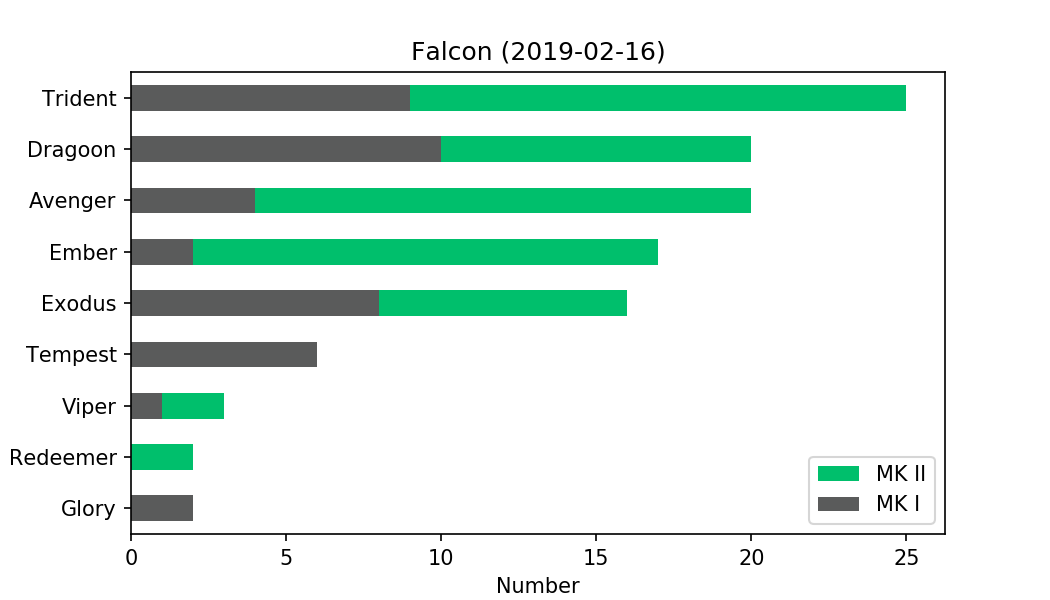 Falcon (2019-02-16)
Trident
Dragoon
Avenger
Ember
Exodus
Tempest
Viper
Redeemer
Glory
MK II
MK I
0 5 10 15 20 25
Number